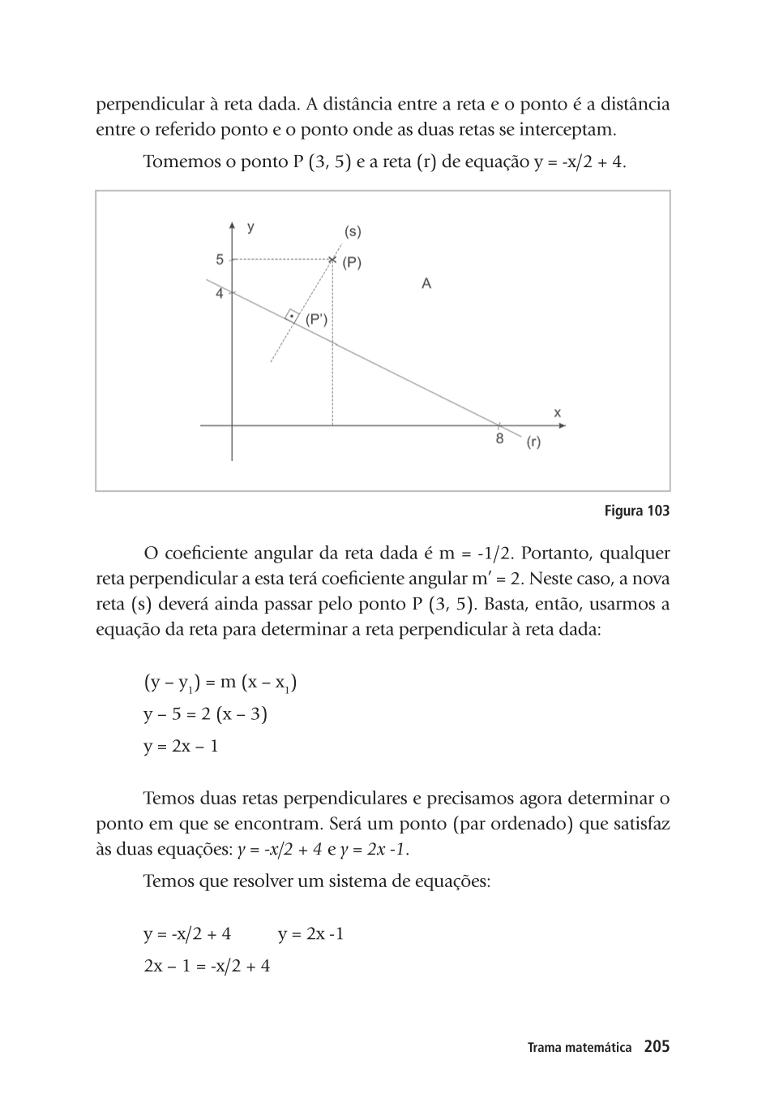 perpendicular à reta dada. A distância entre a reta e o ponto é a distância
entre o referido ponto e o ponto onde as duas retas se interceptam.
Tomemos o ponto P (3, 5) e a reta (r) de equação y = -x/2 + 4.
y
(s)
5
(P)
A
4
(P')
x
8
(r)
Figura 103
O coeficiente angular da reta dada é m = -1/2. Portanto, qualquer
reta perpendicular a esta terá coeficiente angular m’ = 2. Neste caso, a nova
reta (s) deverá ainda passar pelo ponto P (3, 5). Basta, então, usarmos a
equação da reta para determinar a reta perpendicular à reta dada:
(y – y₁) = m (x – x₁)
y – 5 = 2 (x – 3)
y = 2x – 1
Temos duas retas perpendiculares e precisamos agora determinar o
ponto em que se encontram. Será um ponto (par ordenado) que satisfaz
às duas equações: y = -x/2 + 4 e y = 2x -1.
Temos que resolver um sistema de equações:
y = -x/2 + 4 y = 2x -1
2x – 1 = -x/2 + 4
Trama matemática 205